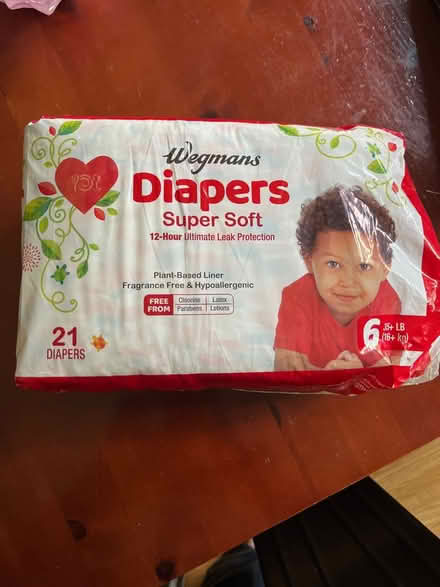 Wegmans
Diapers
Super Soft
12-Hour Ultimate Leak Protection
Plant-Based Liner
Fragrance Free & Hypoallergenic
FREE FROM Chlorine Latex
Parabens Lotions
21
DIAPERS
6
35+ LB
(16+ kg)